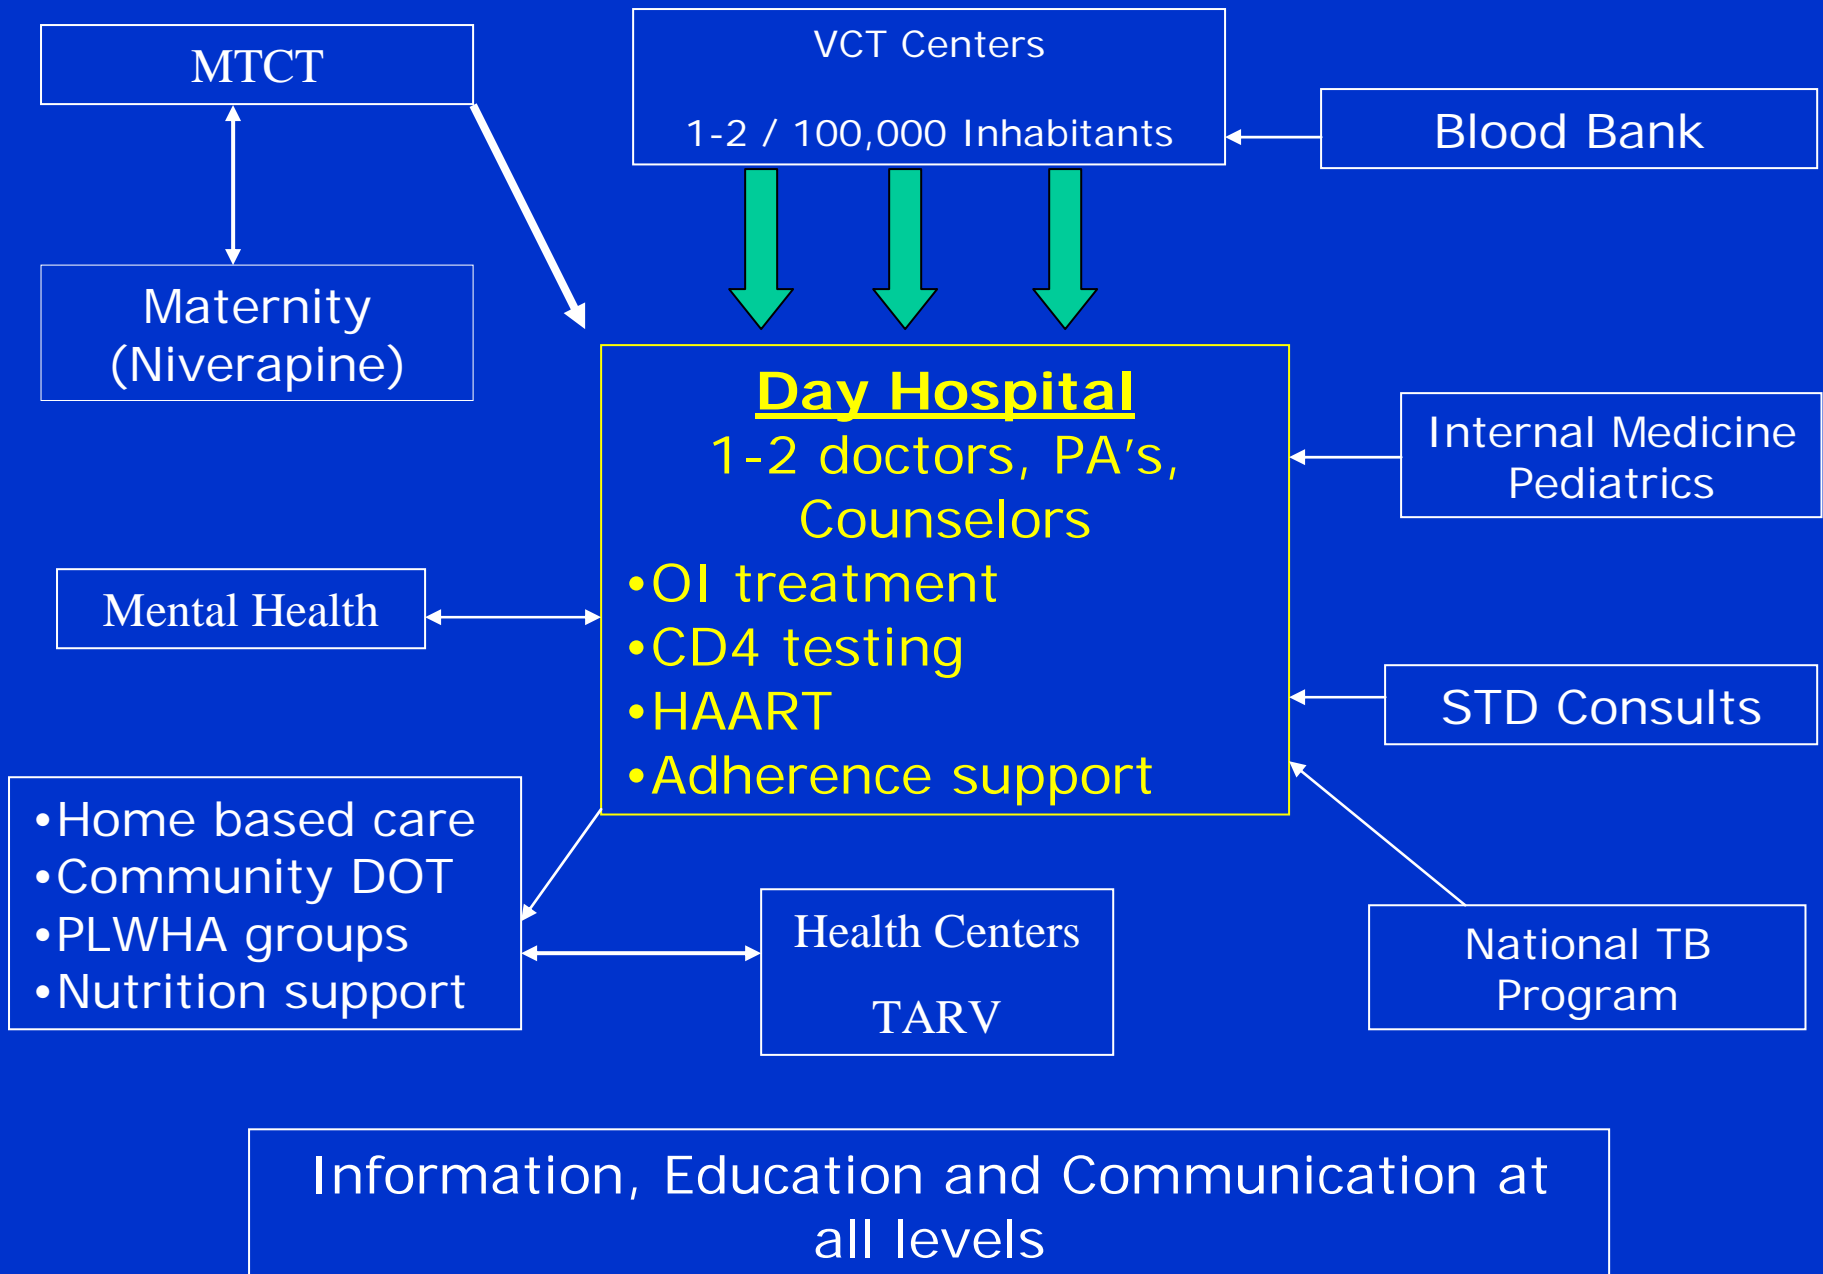 MTCT
VCT Centers
1-2 / 100,000 Inhabitants
Blood Bank
Maternity
(Niverapine)
Day Hospital
1-2 doctors, PA's,
Counselors
•OI treatment
•CD4 testing
•HAART
•Adherence support
Internal Medicine
Pediatrics
Mental Health
STD Consults
•Home based care
•Community DOT
•PLWHA groups
•Nutrition support
Health Centers
TARV
National TB
Program
Information, Education and Communication at
all levels